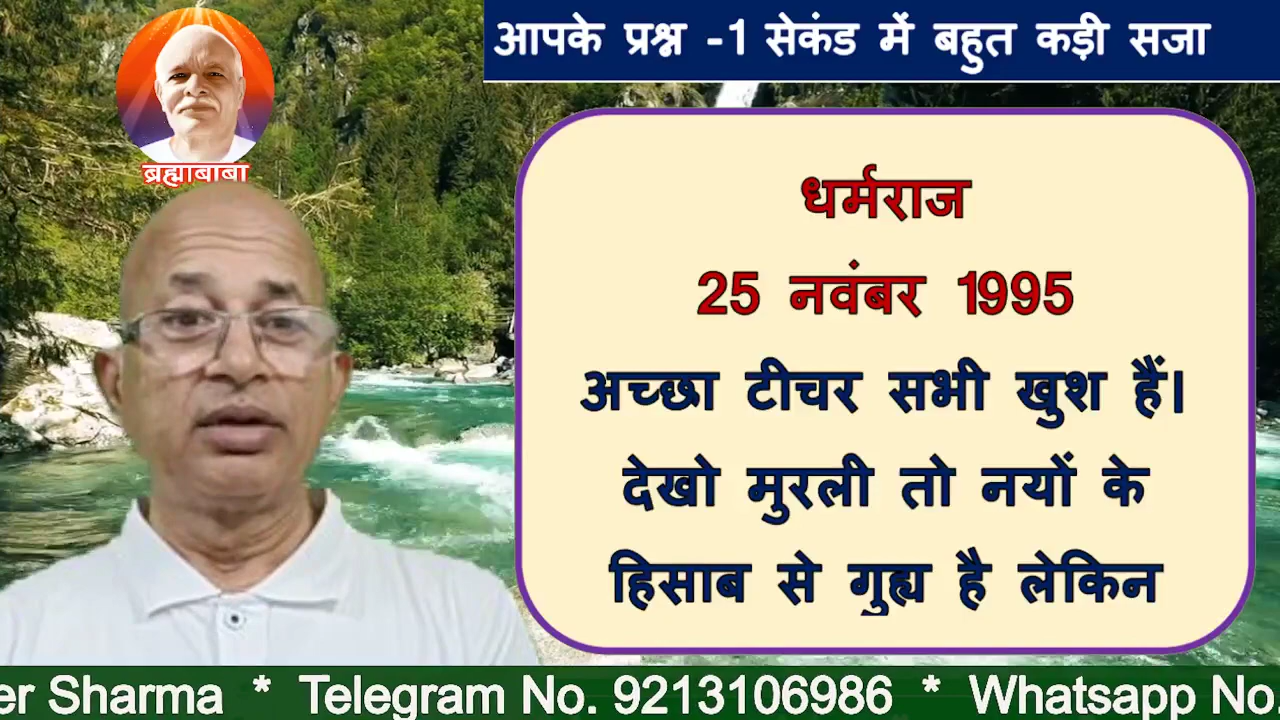 आपके प्रश्न -1 सेकंड में बहुत कड़ी सजा
ब्रह्माबाबा
धर्मराज
25 नवंबर 1995
अच्छा टीचर सभी खुश हैं।
देखो मुरली तो नयों के
हिसाब से गुह्य है लेकिन
er Sharma * Telegram No. 9213106986 * Whatsapp No.